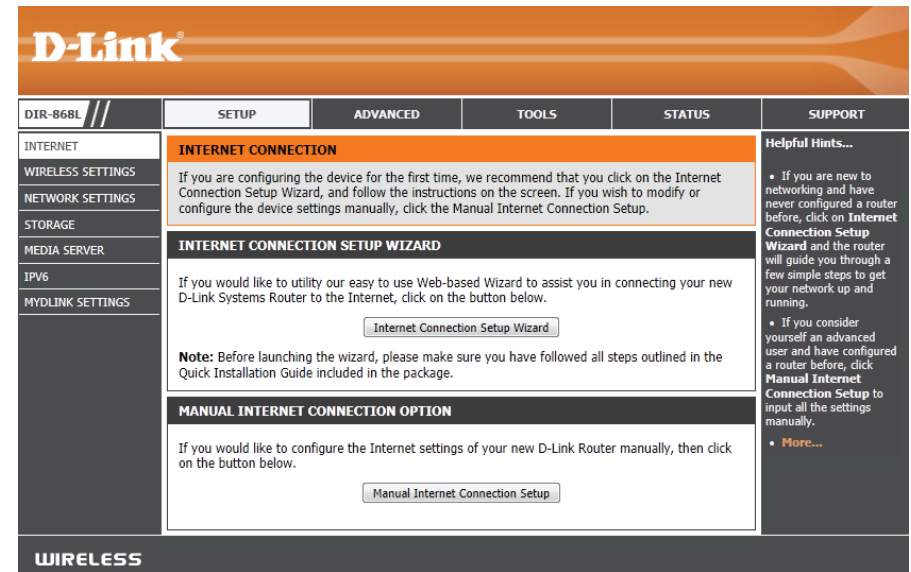 D-Link®
DIR-868L
SETUP
ADVANCED
TOOLS
STATUS
SUPPORT
INTERNET
WIRELESS SETTINGS
NETWORK SETTINGS
STORAGE
MEDIA SERVER
IPV6
MYDLINK SETTINGS
INTERNET CONNECTION
If you are configuring the device for the first time, we recommend that you click on the Internet
Connection Setup Wizard, and follow the instructions on the screen. If you wish to modify or
configure the device settings manually, click the Manual Internet Connection Setup.
INTERNET CONNECTION SETUP WIZARD
If you would like to utility our easy to use Web-based Wizard to assist you in connecting your new
D-Link Systems Router to the Internet, click on the button below.
Internet Connection Setup Wizard
Note: Before launching the wizard, please make sure you have followed all steps outlined in the
Quick Installation Guide included in the package.
MANUAL INTERNET CONNECTION OPTION
If you would like to configure the Internet settings of your new D-Link Router manually, then click
on the button below.
Manual Internet Connection Setup
Helpful Hints...
• If you are new to
networking and have
never configured a router
before, click on Internet
Connection Setup
Wizard and the router
will guide you through a
few simple steps to get
your network up and
running.
• If you consider
yourself an advanced
user and have configured
a router before, click
Manual Internet
Connection Setup to
input all the settings
manually.
• More...
WIRELESS